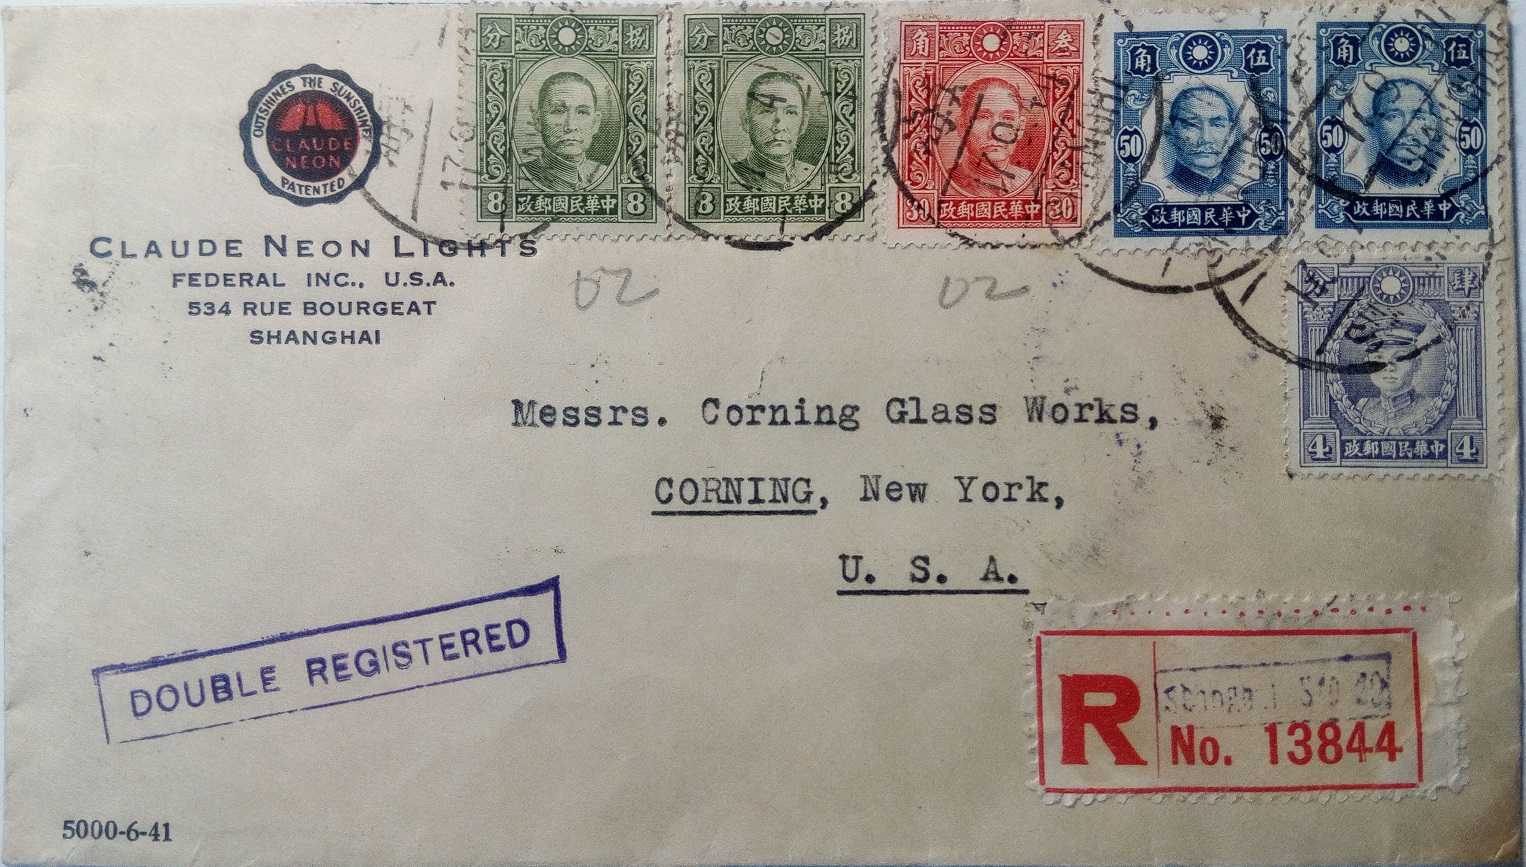 OUTSHINES THE SUNSHINE
CLAUDE
NEON
PATENTED
CLAUDE NEON LIGHTS
FEDERAL INC., U.S.A.
534 RUE BOURGEAT
SHANGHAI
分 捌
8 政郵國民華中 8
分 捌
8 政郵國民華中 8
角 叁
30 政郵國民華中 30
角 伍
50 50
政郵國民華中
角 伍
50 50
政郵國民華中
分 肆
4 政郵國民華中 4
02 02
Messrs. Corning Glass Works,
CORNING, New York,
U. S. A.
DOUBLE REGISTERED
R
No. 13844
5000-6-41